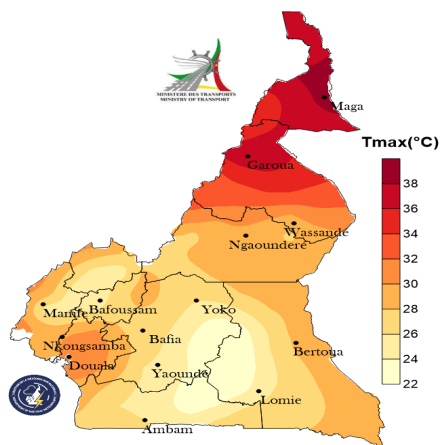 MINISTERE DES TRANSPORTS
MINISTRY OF TRANSPORT
Maga
Tmax(°C)
Garoua
38
36
34
32
30
28
26
24
22
Wassande
Ngaoundere
Mamfe
Bafoussam
Yoko
Nkongsamba
Bafia
Bertoua
Douala
Yaounde
Lomie
Ambam